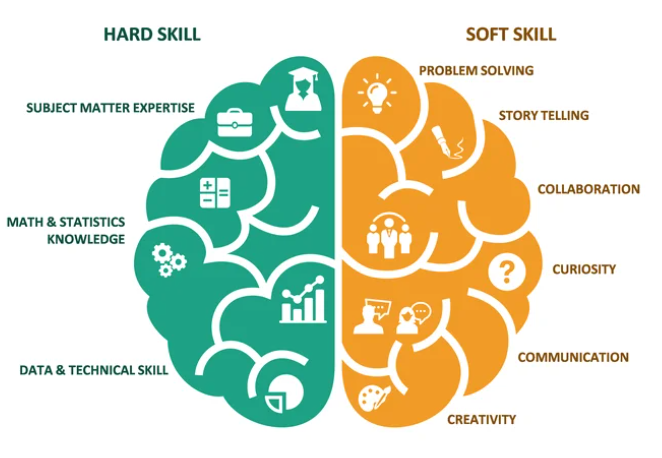 HARD SKILL
SOFT SKILL
PROBLEM SOLVING
SUBJECT MATTER EXPERTISE
STORY TELLING
COLLABORATION
MATH & STATISTICS
KNOWLEDGE
CURIOSITY
?
COMMUNICATION
DATA & TECHNICAL SKILL
CREATIVITY